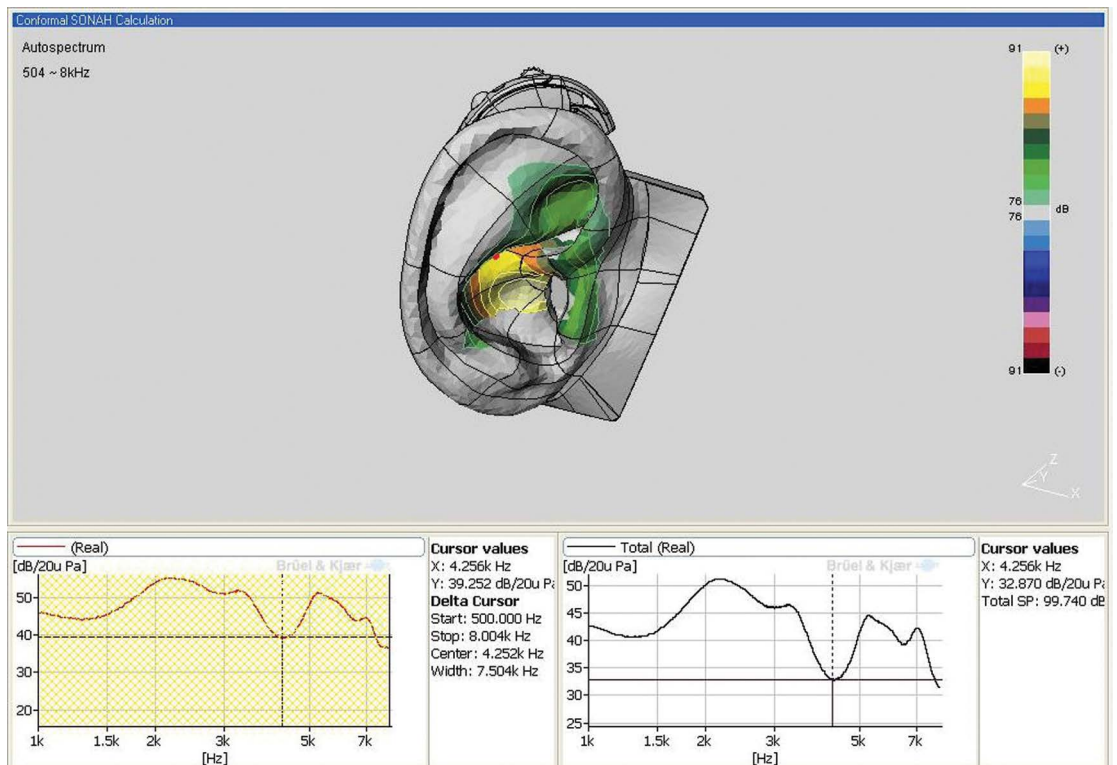 Conformal SONAH Calculation
Autospectrum
504 ~ 8kHz
91 (+)
76
76 dB
91 (-)
Z
Y
X
(Real)
[dB/20u Pa]
Brüel & Kjær
50
40
30
20
1k 1.5k 2k 3k 5k 7k
[Hz]
Cursor values
X: 4.256k Hz
Y: 39.252 dB/20u Pa
Delta Cursor
Start: 500.000 Hz
Stop: 8.004k Hz
Center: 4.252k Hz
Width: 7.504k Hz
Total (Real)
[dB/20u Pa]
Brüel & Kjær
50
45
40
35
30
25
1k 1.5k 2k 3k 5k 7k
[Hz]
Cursor values
X: 4.256k Hz
Y: 32.870 dB/20u Pa
Total SP: 99.740 dB